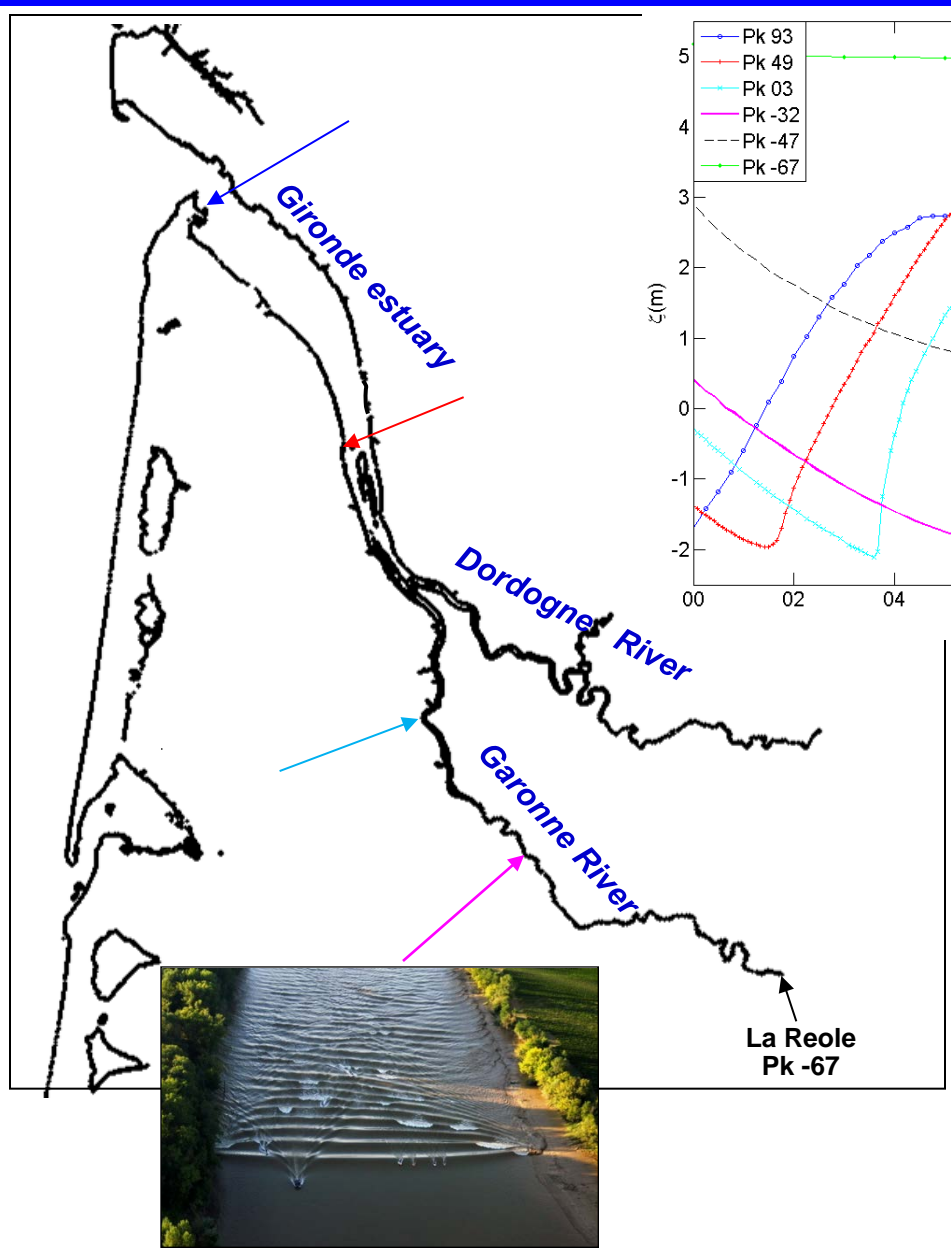 Pk 93
Pk 49
Pk 03
Pk -32
Pk -47
Pk -67
5
4
3
2
1
0
-1
-2
ζ(m)
00
02
04
Gironde estuary
Dordogne River
Garonne River
La Reole
Pk -67